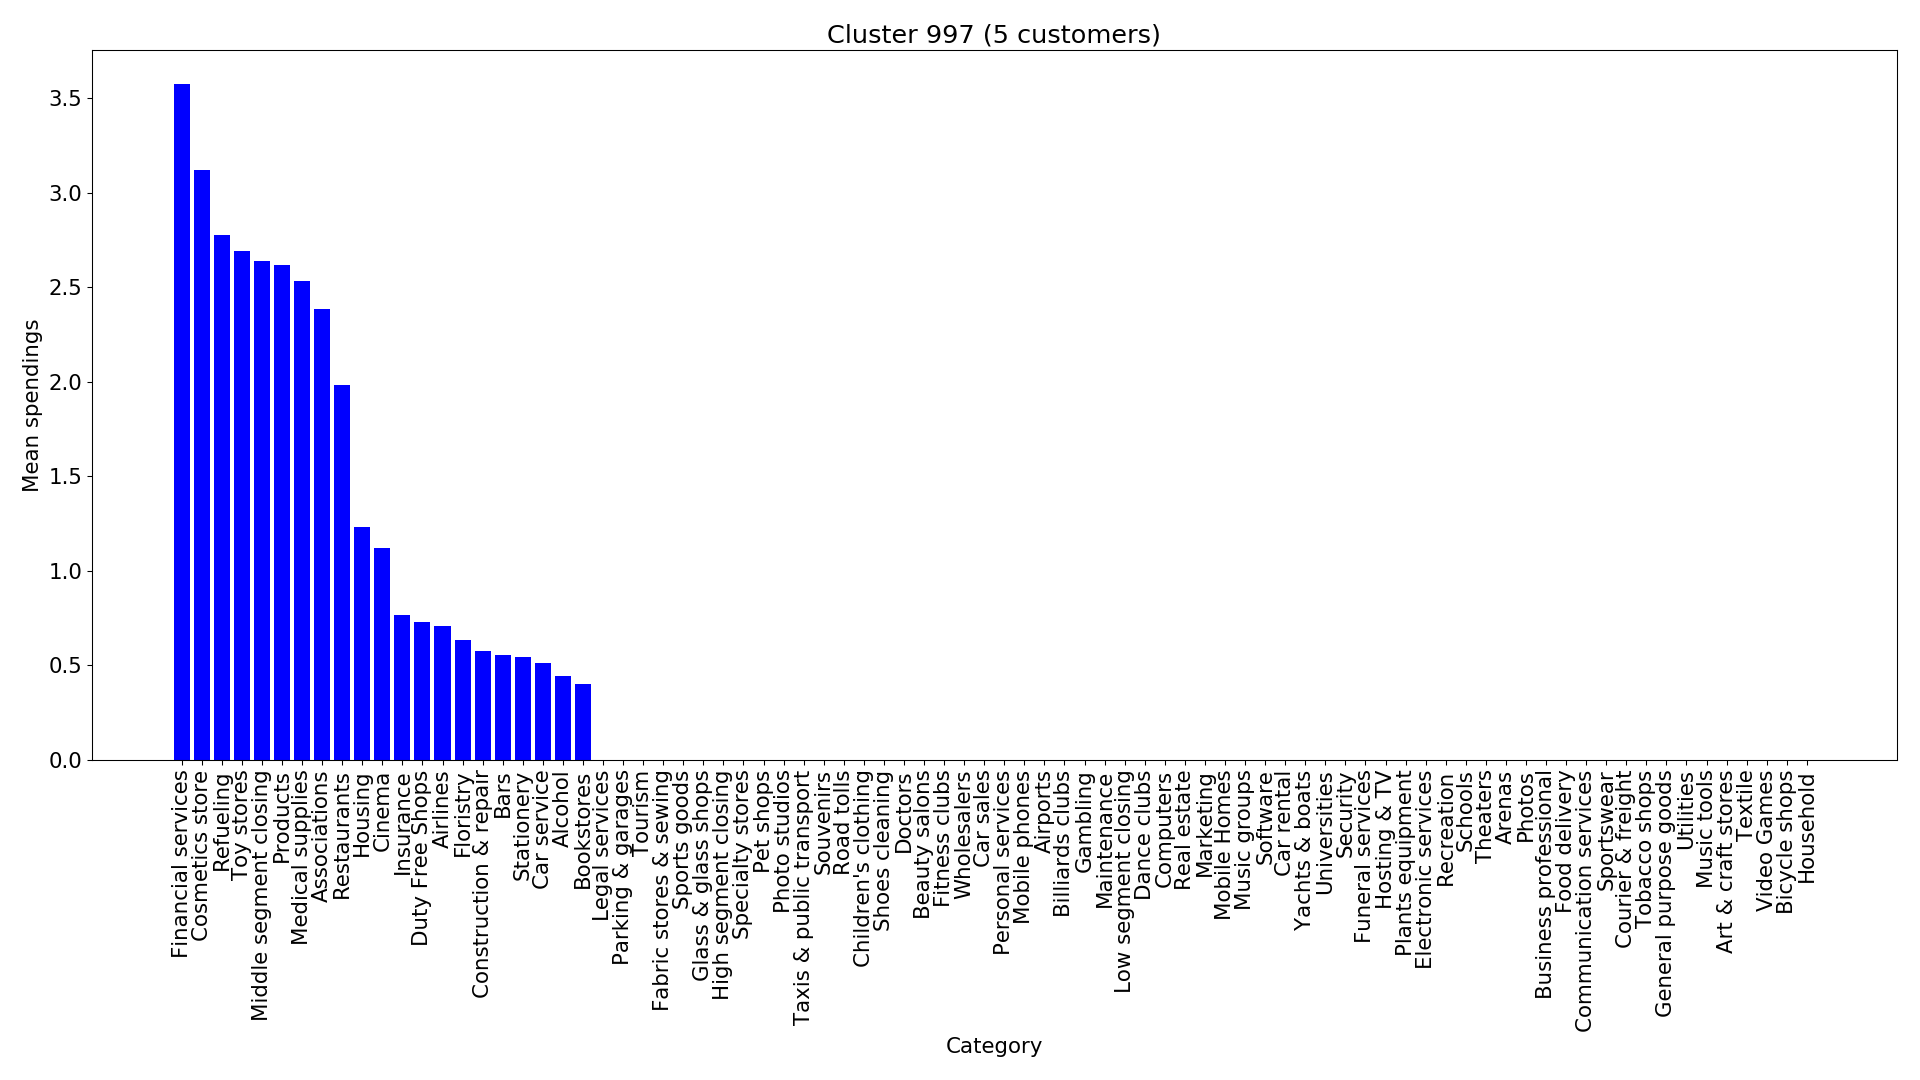 Cluster 997 (5 customers)
Mean spendings
3.5
3.0
2.5
2.0
1.5
1.0
0.5
0.0
Financial services
Cosmetics store
Refueling
Toy stores
Middle segment closing
Products
Medical supplies
Associations
Restaurants
Housing
Cinema
Insurance
Duty Free Shops
Airlines
Floristry
Construction & repair
Bars
Stationery
Car service
Alcohol
Bookstores
Legal services
Parking & garages
Tourism
Fabric stores & sewing
Sports goods
Glass & glass shops
High segment closing
Specialty stores
Pet shops
Photo studios
Taxis & public transport
Souvenirs
Road tolls
Children's clothing
Shoes cleaning
Doctors
Beauty salons
Fitness clubs
Wholesalers
Car sales
Personal services
Mobile phones
Airports
Billiards clubs
Gambling
Maintenance
Low segment closing
Dance clubs
Computers
Real estate
Marketing
Mobile Homes
Music groups
Software
Car rental
Yachts & boats
Universities
Security
Funeral services
Hosting & TV
Plants equipment
Electronic services
Recreation
Schools
Theaters
Arenas
Photos
Business professional
Food delivery
Communication services
Sportswear
Courier & freight
Tobacco shops
General purpose goods
Utilities
Music tools
Art & craft stores
Textile
Video Games
Bicycle shops
Household
Category